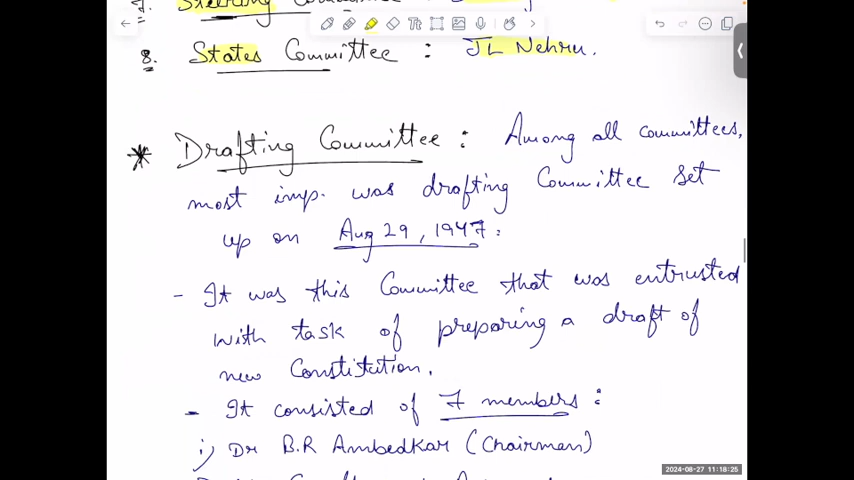 7. Steering
8. States Committee : JL Nehru.
* Drafting Committee : Among all committees,
most imp. was drafting Committee set
up on Aug 29, 1947.
- It was this Committee that was entrusted
with task of preparing a draft of
new Constitution.
- It consisted of 7 members :
i) Dr B.R Ambedkar (Chairman)
2024-08-27 11:18:25